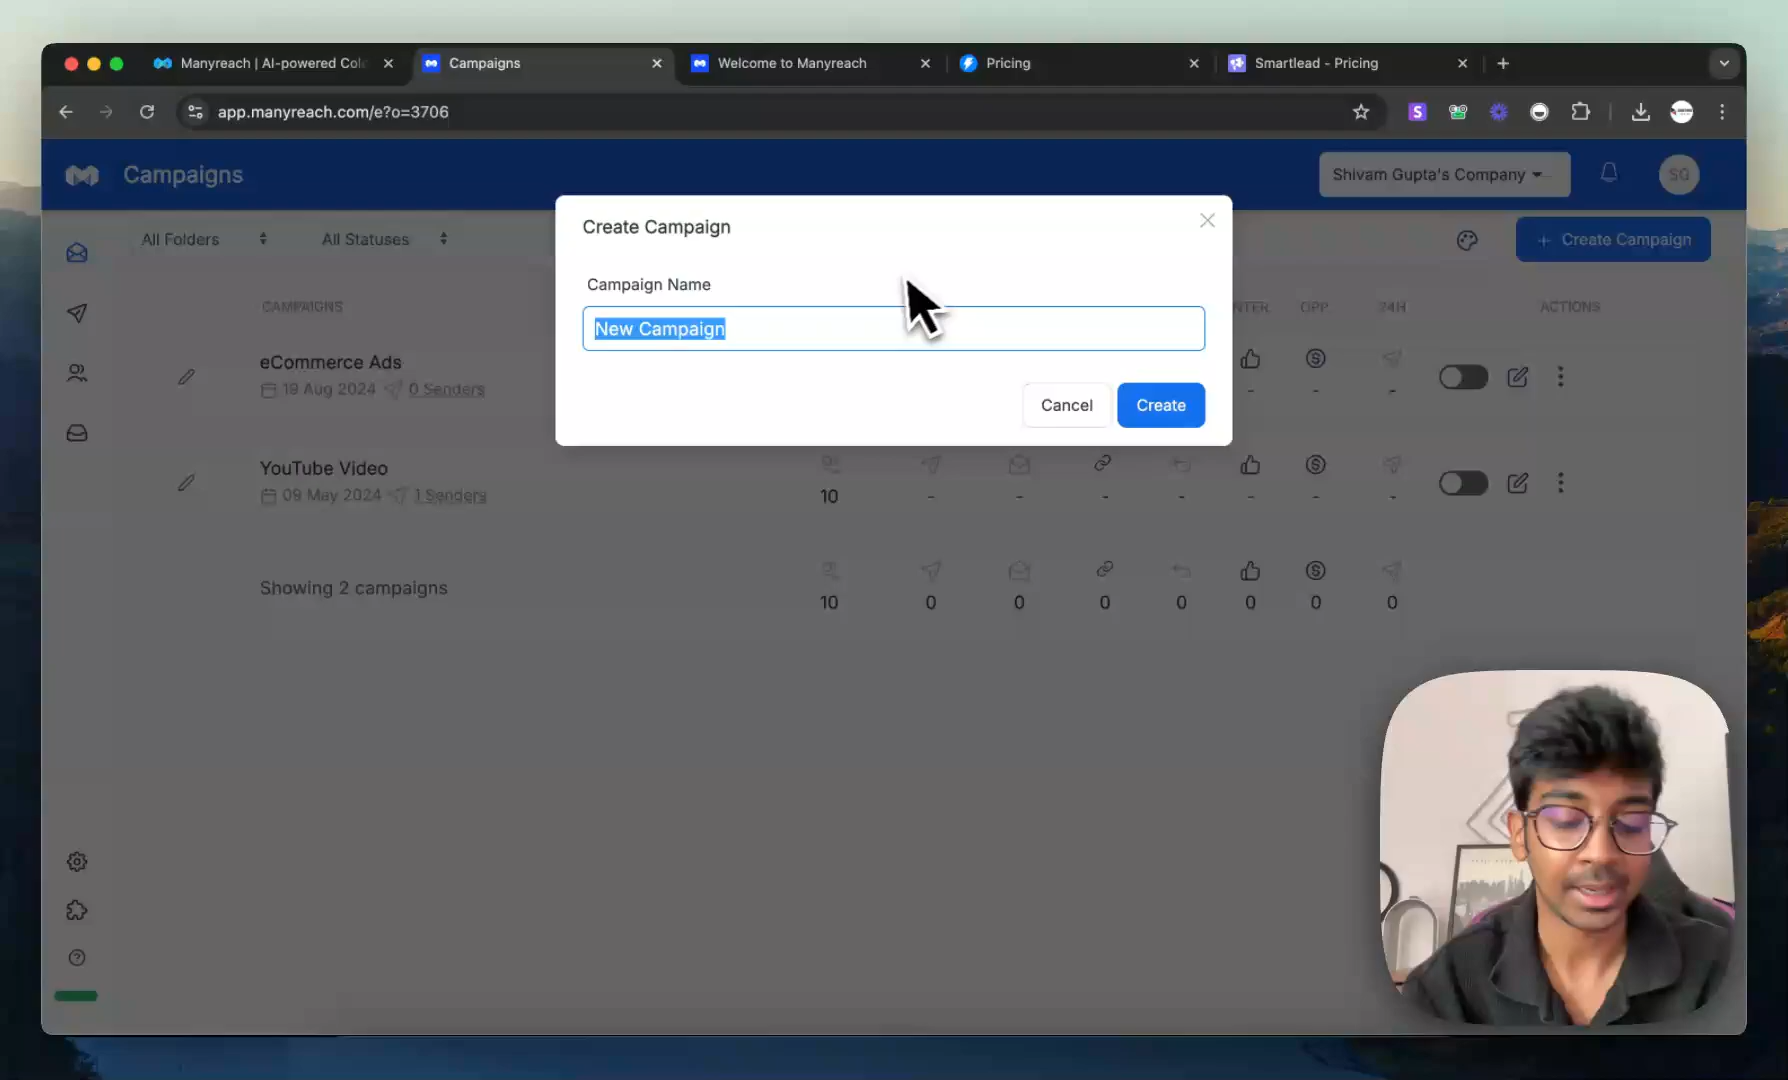 Manyreach | AI-powered Col
Campaigns
Welcome to Manyreach
Pricing
Smartlead - Pricing
app.manyreach.com/e?o=3706
Campaigns
Shivam Gupta's Company
SG
All Folders
All Statuses
+ Create Campaign
Create Campaign
Campaign Name
New Campaign
Cancel
Create
CAMPAIGNS
NTER
OPP
24H
ACTIONS
eCommerce Ads
19 Aug 2024 0 Senders
- - -
YouTube Video
09 May 2024 1 Senders
10 - - - - - - -
Showing 2 campaigns
10 0 0 0 0 0 0 0